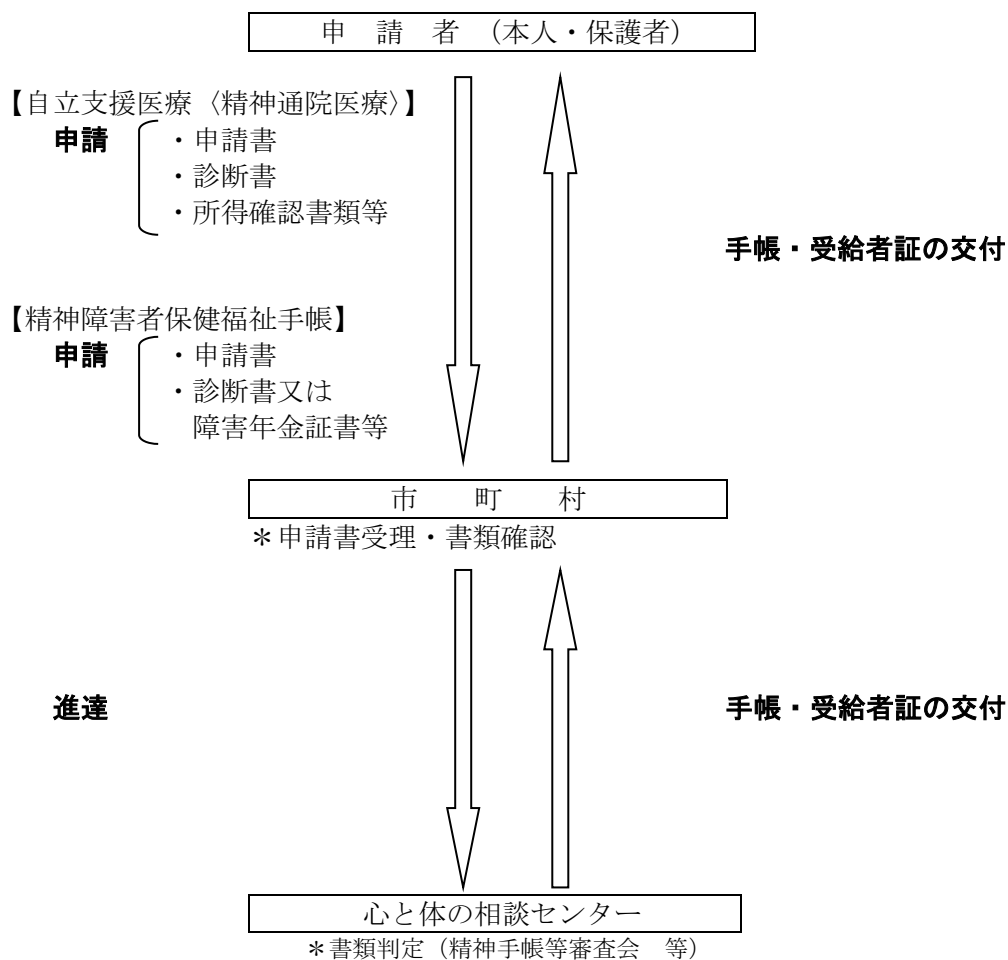 申　請　者　（本人・保護者）
【自立支援医療〈精神通院医療〉】
申請　・申請書
・診断書
・所得確認書類等
手帳・受給者証の交付
【精神障害者保健福祉手帳】
申請　・申請書
・診断書又は
障害年金証書等
市　　町　　村
＊申請書受理・書類確認
進達
手帳・受給者証の交付
心と体の相談センター
＊書類判定（精神手帳等審査会　等）